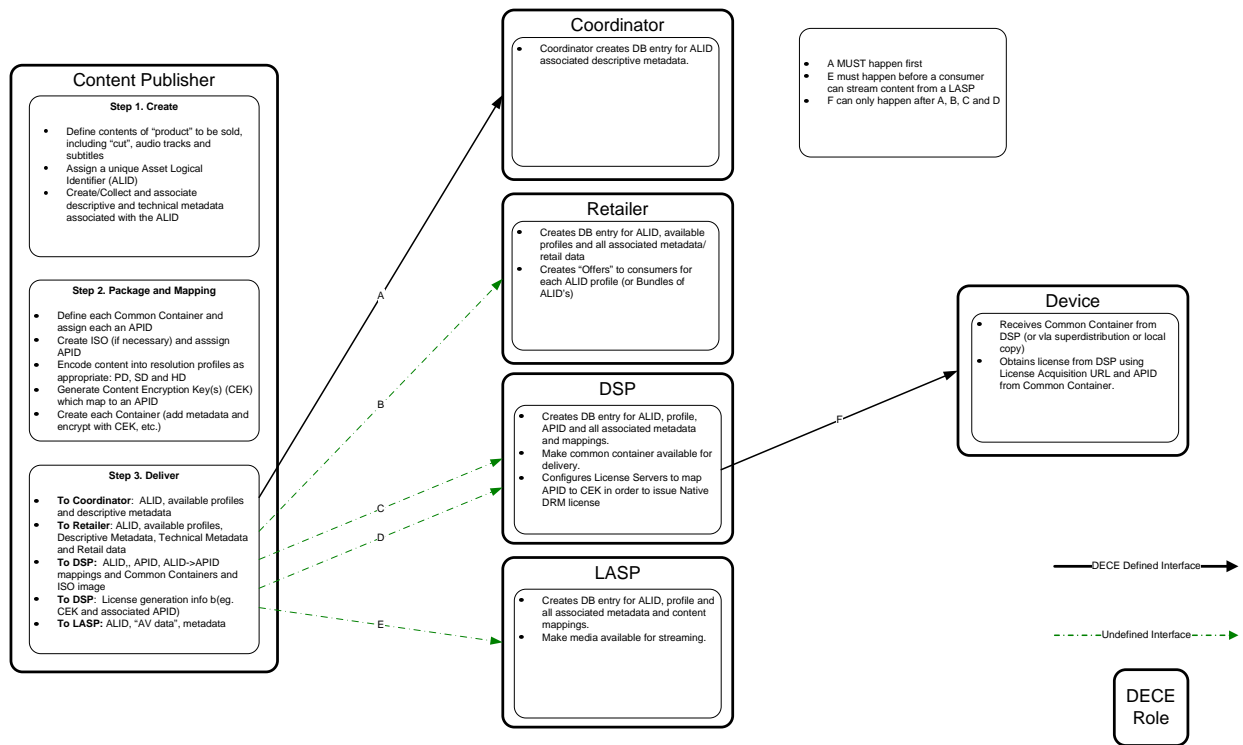 Content Publisher
Step 1. Create
• Define contents of “product” to be sold,
including “cut”, audio tracks and
subtitles
• Assign a unique Asset Logical
Identifier (ALID)
• Create/Collect and associate
descriptive and technical metadata
associated with the ALID
Step 2. Package and Mapping
• Define each Common Container and
assign each an APID
• Create ISO (if necessary) and asssign
APID
• Encode content into resolution profiles as
appropriate: PD, SD and HD
• Generate Content Encryption Key(s) (CEK)
which map to an APID
• Create each Container (add metadata and
encrypt with CEK, etc.)
Step 3. Deliver
• To Coordinator: ALID, available profiles
and descriptive metadata
• To Retailer: ALID, available profiles,
Descriptive Metadata, Technical Metadata
and Retail data
• To DSP: ALID,, APID, ALID->APID
mappings and Common Containers and
ISO image
• To DSP: License generation info b(eg.
CEK and associated APID)
• To LASP: ALID, “AV data”, metadata
A
B
C
D
E
Coordinator
• Coordinator creates DB entry for ALID
associated descriptive metadata.
Retailer
• Creates DB entry for ALID, available
profiles and all associated metadata/
retail data
• Creates “Offers” to consumers for
each ALID profile (or Bundles of
ALID’s)
DSP
• Creates DB entry for ALID, profile,
APID and all associated metadata
and mappings.
• Make common container available for
delivery.
• Configures License Servers to map
APID to CEK in order to issue Native
DRM license
LASP
• Creates DB entry for ALID, profile and
all associated metadata and content
mappings.
• Make media available for streaming.
F
• A MUST happen first
• E must happen before a consumer
can stream content from a LASP
• F can only happen after A, B, C and D
Device
• Receives Common Container from
DSP (or vla superdistribution or local
copy)
• Obtains license from DSP using
License Acquisition URL and APID
from Common Container.
DECE Defined Interface
Undefined Interface
DECE
Role